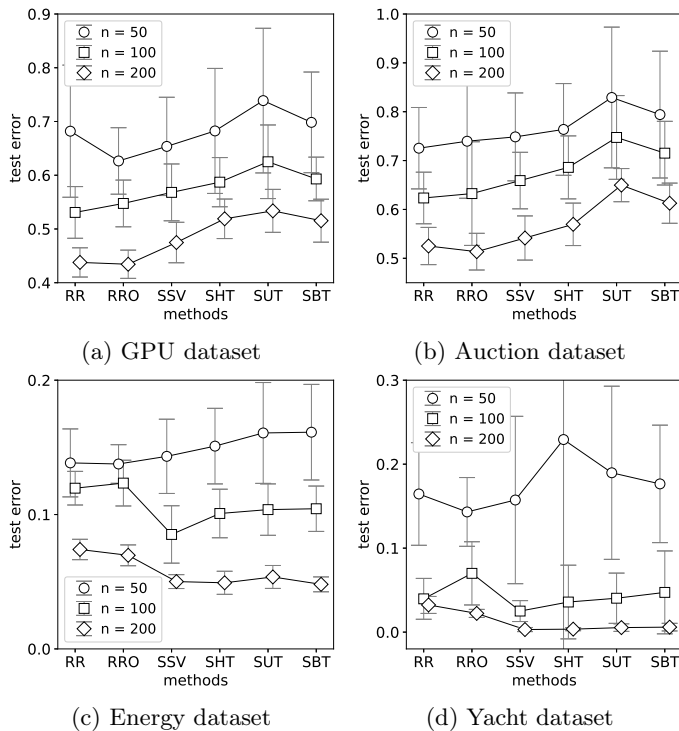 0.9
0.8
0.7
0.6
0.5
0.4
test error
n = 50
n = 100
n = 200
RR RRO SSV SHT SUT SBT
methods
(a) GPU dataset
1.0
0.9
0.8
0.7
0.6
0.5
test error
n = 50
n = 100
n = 200
RR RRO SSV SHT SUT SBT
methods
(b) Auction dataset
0.2
0.1
0.0
test error
n = 50
n = 100
n = 200
RR RRO SSV SHT SUT SBT
methods
(c) Energy dataset
0.3
0.2
0.1
0.0
test error
n = 50
n = 100
n = 200
RR RRO SSV SHT SUT SBT
methods
(d) Yacht dataset